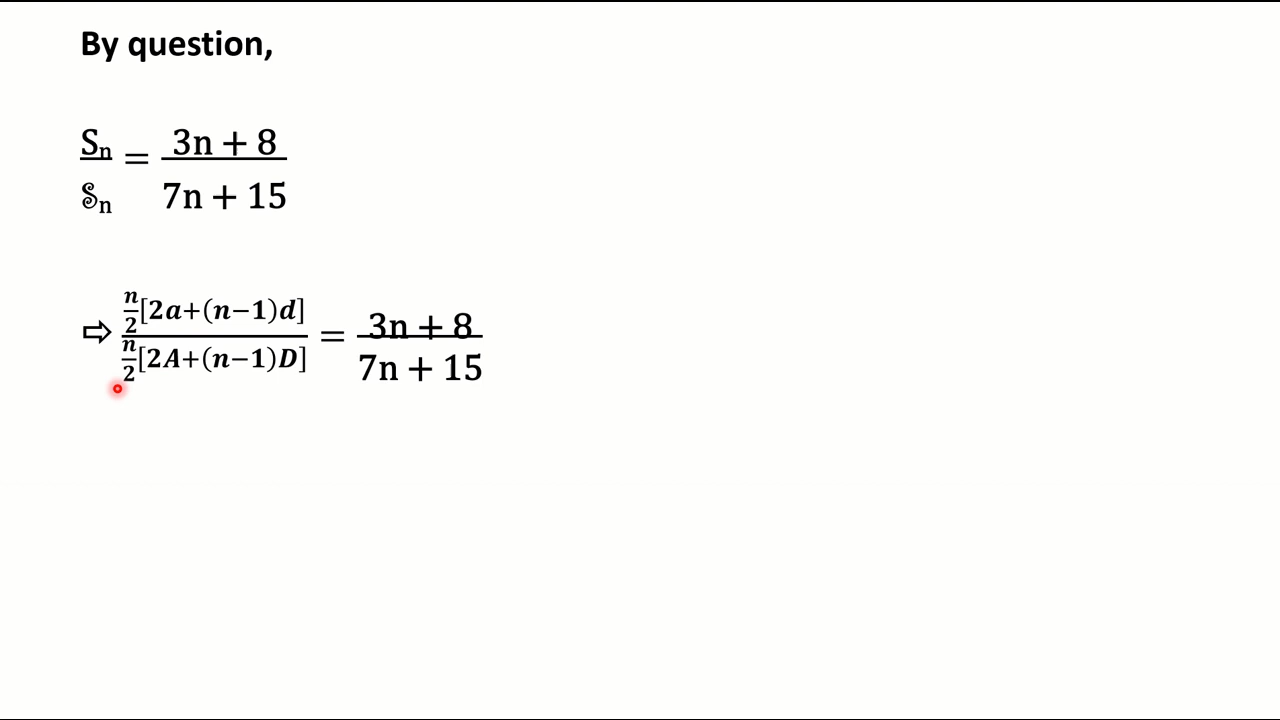 By question,
Sₙ/𝕊ₙ = (3n + 8)/(7n + 15)
⇨ (n/2[2a+(n−1)d])/(n/2[2A+(n−1)D]) = (3n + 8)/(7n + 15)